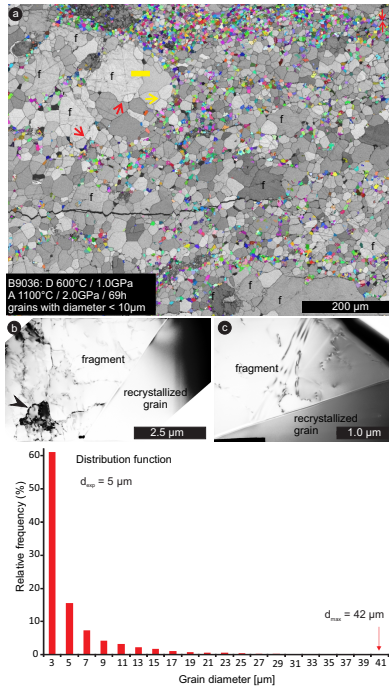 a
f
f
f
f
f
f
f
f
f
f
B9036: D 600°C / 1.0GPa
A 1100°C / 2.0GPa / 69h
grains with diameter < 10µm
200 µm
b
fragment
recrystallized
grain
2.5 µm
c
fragment
recrystallized
grain
1.0 µm
Distribution function
d_exp = 5 µm
d_max = 42 µm
Relative frequency (%)
60
50
40
30
20
10
0
3 5 7 9 11 13 15 17 19 21 23 25 27 29 31 33 35 37 39 41
Grain diameter [µm]